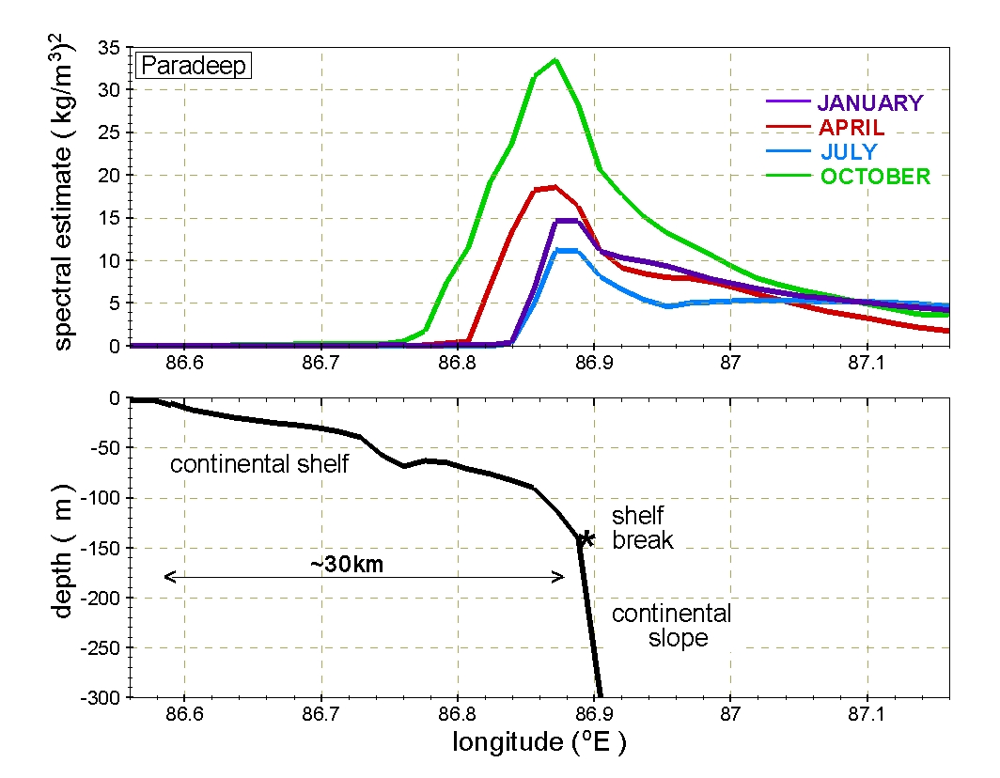 Paradeep
spectral estimate ( kg/m³)²
35
30
25
20
15
10
5
0
JANUARY
APRIL
JULY
OCTOBER
86.6 86.7 86.8 86.9 87 87.1
depth ( m)
0
-50
-100
-150
-200
-250
-300
continental shelf
shelf
break
*
~30km
continental
slope
86.6 86.7 86.8 86.9 87 87.1
longitude (ºE )